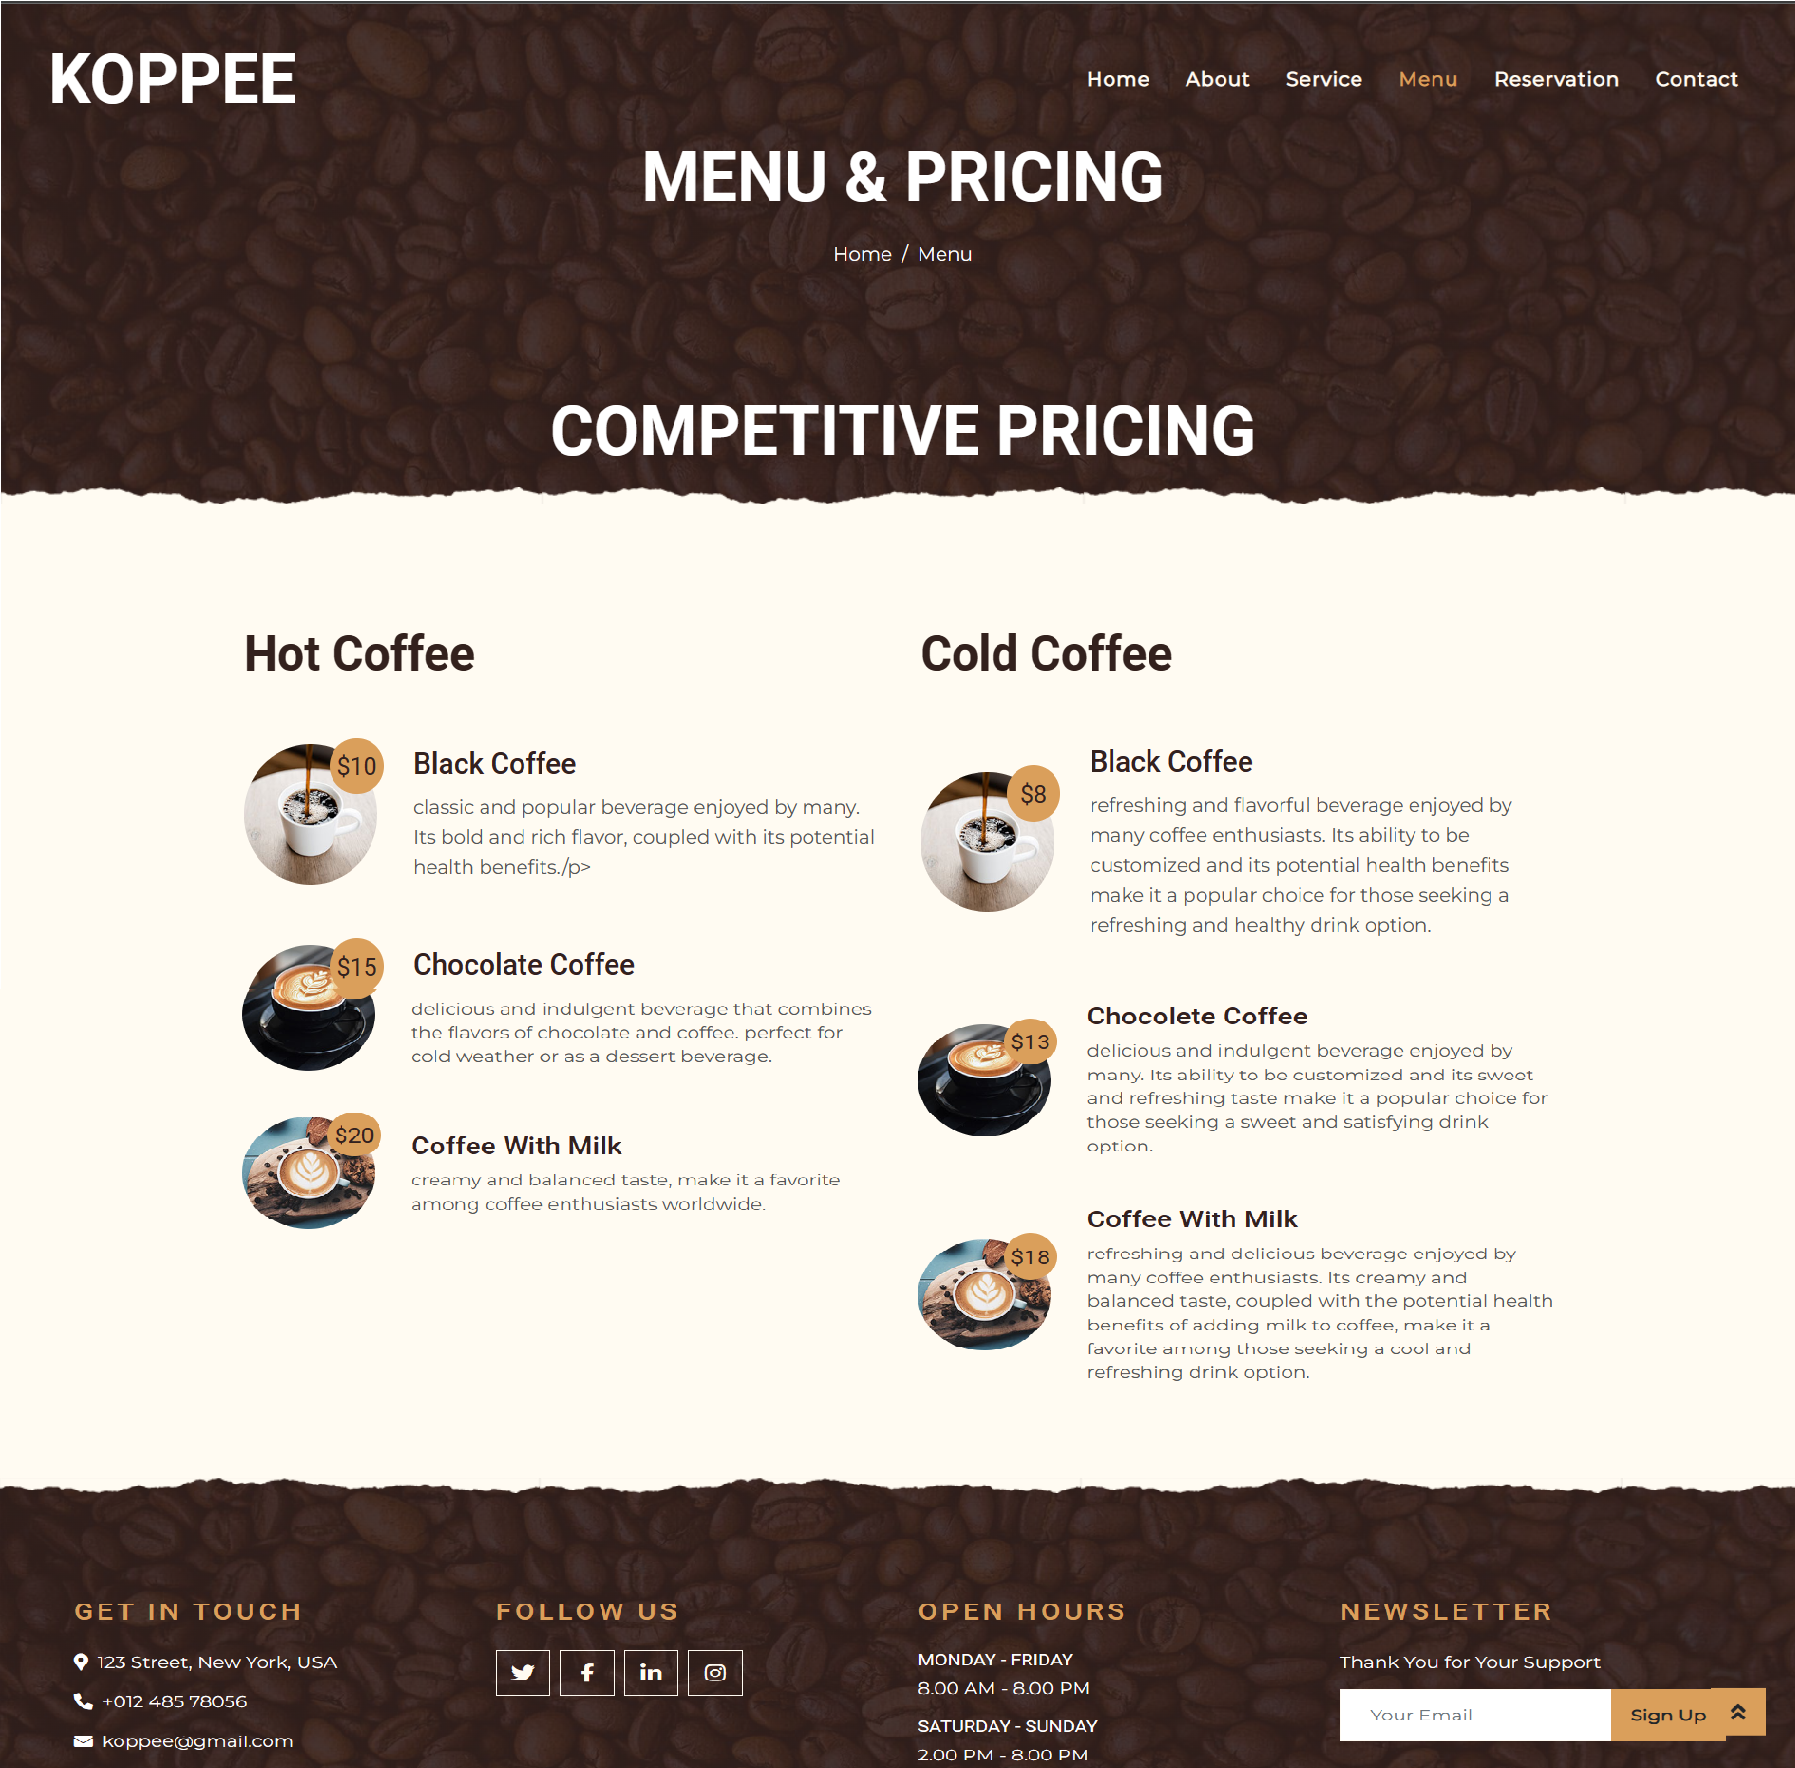 KOPPEE
Home About Service Menu Reservation Contact
MENU & PRICING
Home / Menu
COMPETITIVE PRICING
Hot Coffee
$10
Black Coffee
classic and popular beverage enjoyed by many.
Its bold and rich flavor, coupled with its potential
health benefits./p>
$15
Chocolate Coffee
delicious and indulgent beverage that combines
the flavors of chocolate and coffee. perfect for
cold weather or as a dessert beverage.
$20
Coffee With Milk
creamy and balanced taste, make it a favorite
among coffee enthusiasts worldwide.
Cold Coffee
$8
Black Coffee
refreshing and flavorful beverage enjoyed by
many coffee enthusiasts. Its ability to be
customized and its potential health benefits
make it a popular choice for those seeking a
refreshing and healthy drink option.
$13
Chocolete Coffee
delicious and indulgent beverage enjoyed by
many. Its ability to be customized and its sweet
and refreshing taste make it a popular choice for
those seeking a sweet and satisfying drink
option.
$18
Coffee With Milk
refreshing and delicious beverage enjoyed by
many coffee enthusiasts. Its creamy and
balanced taste, coupled with the potential health
benefits of adding milk to coffee, make it a
favorite among those seeking a cool and
refreshing drink option.
GET IN TOUCH
123 Street, New York, USA
+012 485 78056
koppee@gmail.com
FOLLOW US
OPEN HOURS
MONDAY - FRIDAY
8.00 AM - 8.00 PM
SATURDAY - SUNDAY
2.00 PM - 8.00 PM
NEWSLETTER
Thank You for Your Support
Your Email
Sign Up